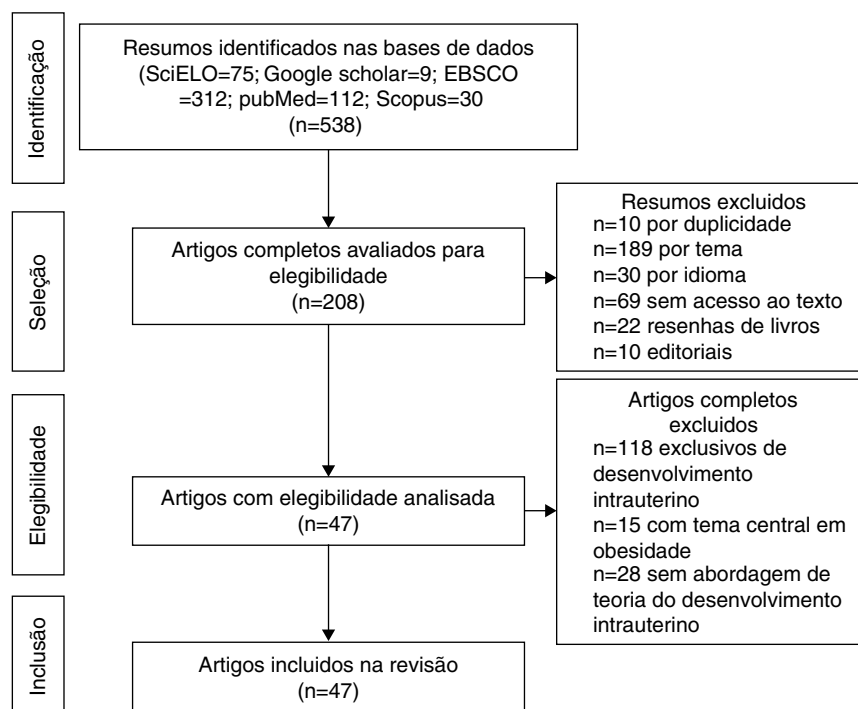 Identificação
Resumos identificados nas bases de dados
(SciELO=75; Google scholar=9; EBSCO
=312; pubMed=112; Scopus=30
(n=538)
Seleção
Artigos completos avaliados para
elegibilidade
(n=208)
Resumos excluidos
n=10 por duplicidade
n=189 por tema
n=30 por idioma
n=69 sem acesso ao texto
n=22 resenhas de livros
n=10 editoriais
Elegibilidade
Artigos com elegibilidade analisada
(n=47)
Artigos completos
excluidos
n=118 exclusivos de
desenvolvimento
intrauterino
n=15 com tema central em
obesidade
n=28 sem abordagem de
teoria do desenvolvimento
intrauterino
Inclusão
Artigos incluidos na revisão
(n=47)